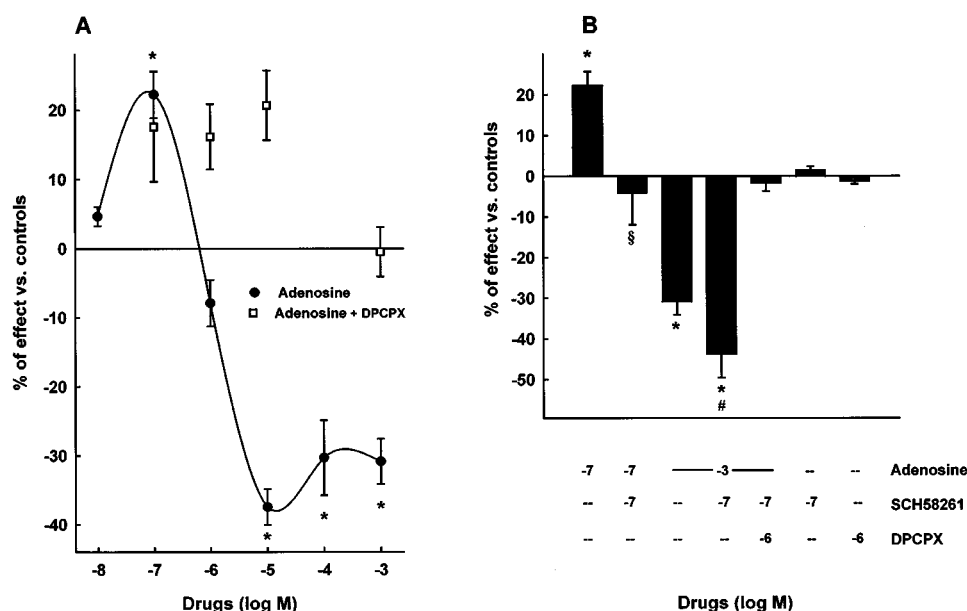 A
*
20
10
0
-10
-20
-30
-40
% of effect vs. controls
Adenosine
Adenosine + DPCPX
* * *
-8 -7 -6 -5 -4 -3
Drugs (log M)
B
*
20
10
0
-10
-20
-30
-40
-50
% of effect vs. controls
§
*
*
#
-7 -7 -3 -- -- Adenosine
-- -7 -- -7 -7 -7 -- SCH58261
-- -- -- -- -6 -- -6 DPCPX
Drugs (log M)